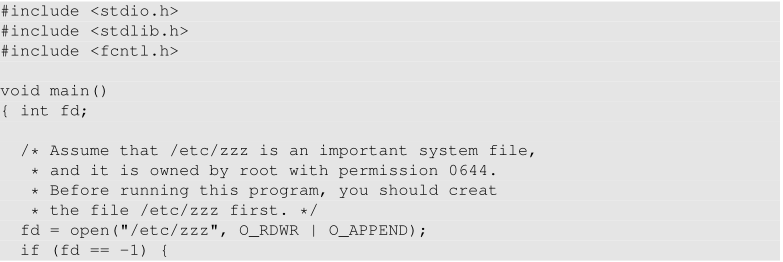 #include <stdio.h>
#include <stdlib.h>
#include <fcntl.h>
void main()
{ int fd;
/* Assume that /etc/zzz is an important system file,
* and it is owned by root with permission 0644.
* Before running this program, you should creat
* the file /etc/zzz first. */
fd = open("/etc/zzz", O_RDWR | O_APPEND);
if (fd == -1) {